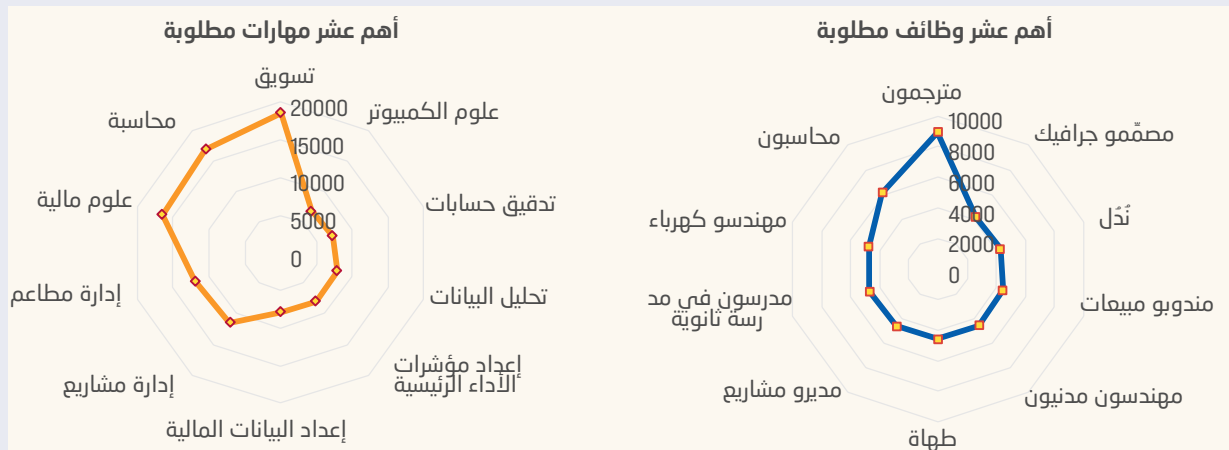 أهم عشر وظائف مطلوبة
مترجمون
مصمّمو جرافيك
نُدُل
مندوبو مبيعات
مهندسون مدنيون
طهاة
مديرو مشاريع
مدرسون في مد
رسة ثانوية
مهندسو كهرباء
محاسبون
10000
8000
6000
4000
2000
0
أهم عشر مهارات مطلوبة
تسويق
علوم الكمبيوتر
تدقيق حسابات
تحليل البيانات
إعداد مؤشرات
الأداء الرئيسية
إعداد البيانات المالية
إدارة مشاريع
إدارة مطاعم
علوم مالية
محاسبة
20000
15000
10000
5000
0